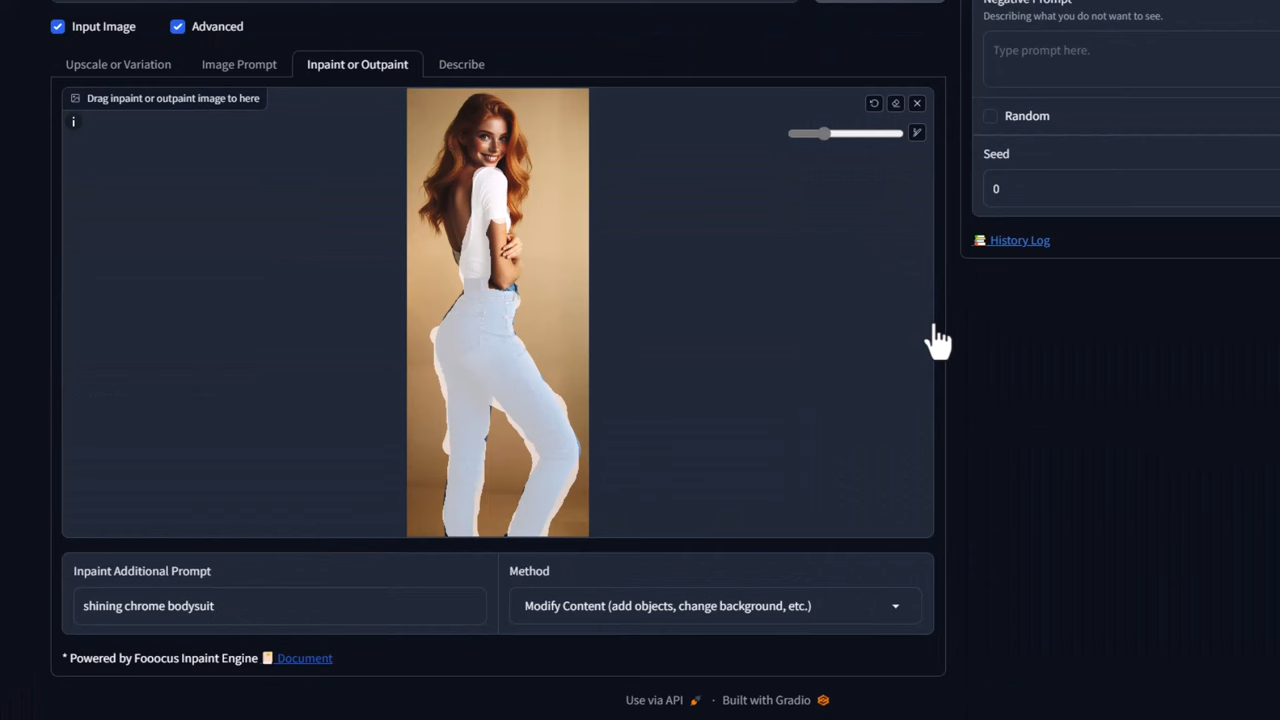 Negative Prompt
Describing what you do not want to see.
Input Image
Advanced
Type prompt here.
Upscale or Variation
Image Prompt
Inpaint or Outpaint
Describe
Drag inpaint or outpaint image to here
i
Random
Seed
0
History Log
Inpaint Additional Prompt
Method
shining chrome bodysuit
Modify Content (add objects, change background, etc.)
* Powered by Fooocus Inpaint Engine Document
Use via API · Built with Gradio